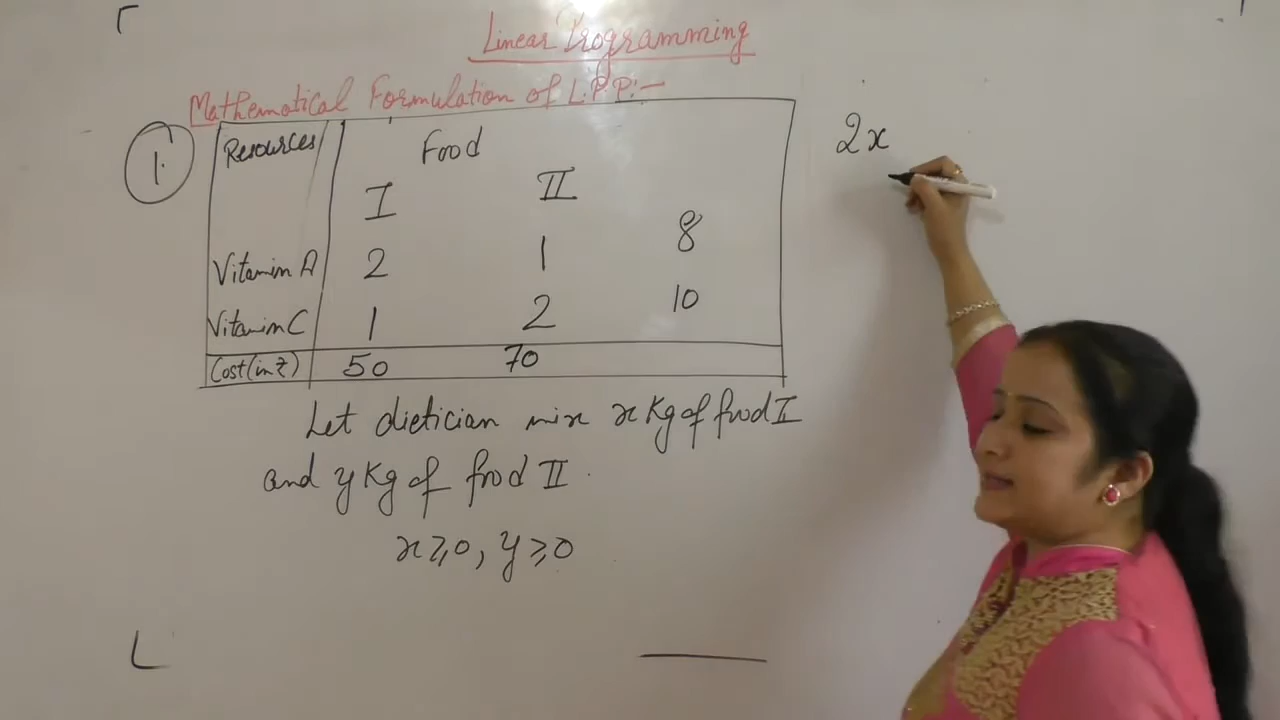 Linear Programming
Mathematical Formulation of L.P.P:-
1.
Resources Food
I II
Vitamin A 2 1 8
Vitamin C 1 2 10
Cost (in ₹) 50 70
Let dietician mix x Kg of food I
and y Kg of food II.
x≥0, y≥0
2x